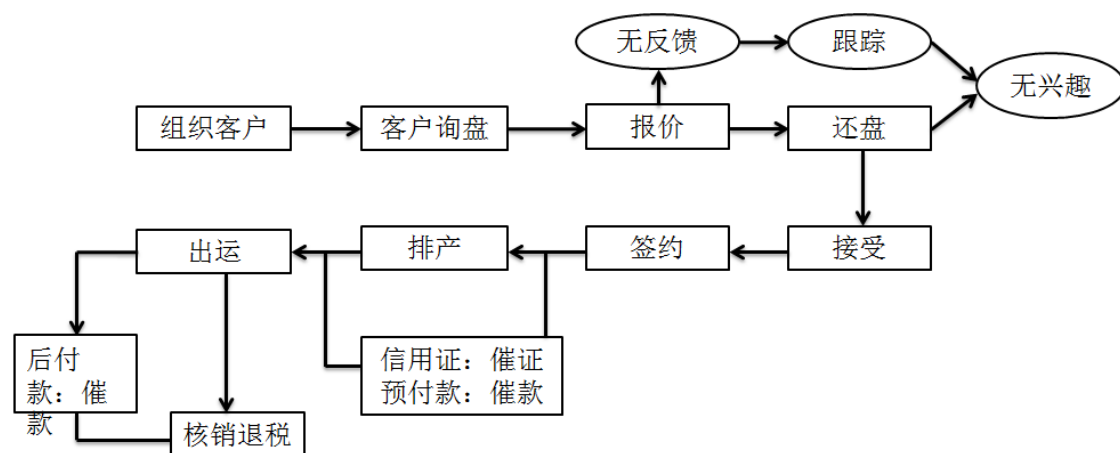 无反馈
跟踪
无兴趣
组织客户
客户询盘
报价
还盘
出运
排产
签约
接受
后付
款：催
款
信用证：催证
预付款：催款
核销退税